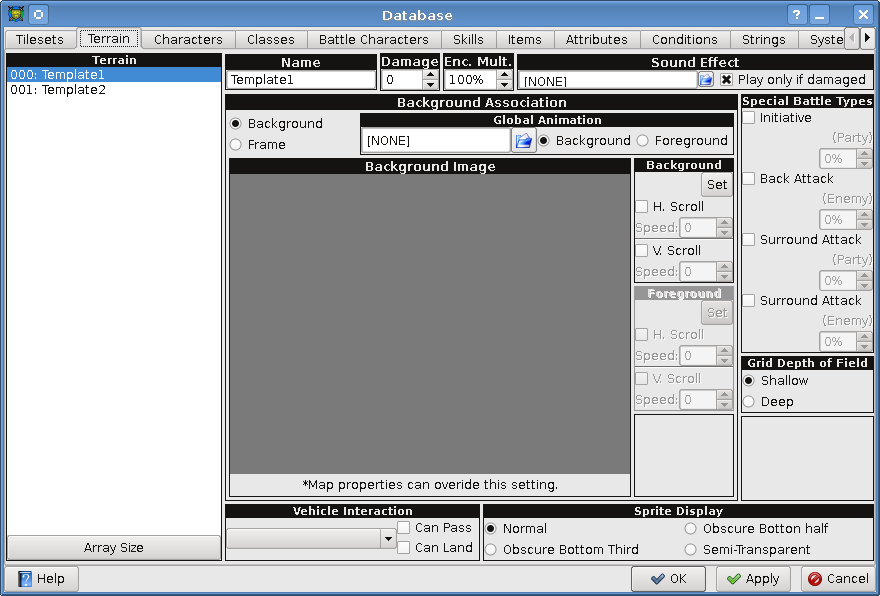 Database
Tilesets Terrain Characters Classes Battle Characters Skills Items Attributes Conditions Strings Syste
Terrain
000: Template1
001: Template2
Array Size
Name
Template1
Damage
0
Enc. Mult.
100%
Sound Effect
[NONE]
Play only if damaged
Background Association
Background
Frame
Global Animation
[NONE]
Background Foreground
Background Image
*Map properties can overide this setting.
Background
Set
H. Scroll
Speed: 0
V. Scroll
Speed: 0
Foreground
Set
H. Scroll
Speed: 0
V. Scroll
Speed: 0
Special Battle Types
Initiative
(Party)
0%
Back Attack
(Enemy)
0%
Surround Attack
(Party)
0%
Surround Attack
(Enemy)
0%
Grid Depth of Field
Shallow
Deep
Vehicle Interaction
Can Pass
Can Land
Sprite Display
Normal
Obscure Botton half
Obscure Bottom Third
Semi-Transparent
Help
OK
Apply
Cancel